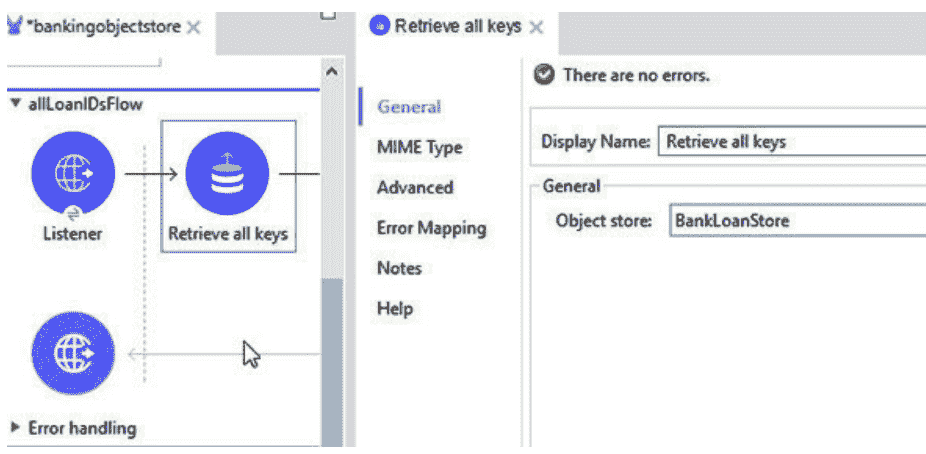 *bankingobjectstore
allLoanIDsFlow
Listener
Retrieve all keys
Error handling
Retrieve all keys
There are no errors.
General
MIME Type
Advanced
Error Mapping
Notes
Help
Display Name: Retrieve all keys
General
Object store: BankLoanStore